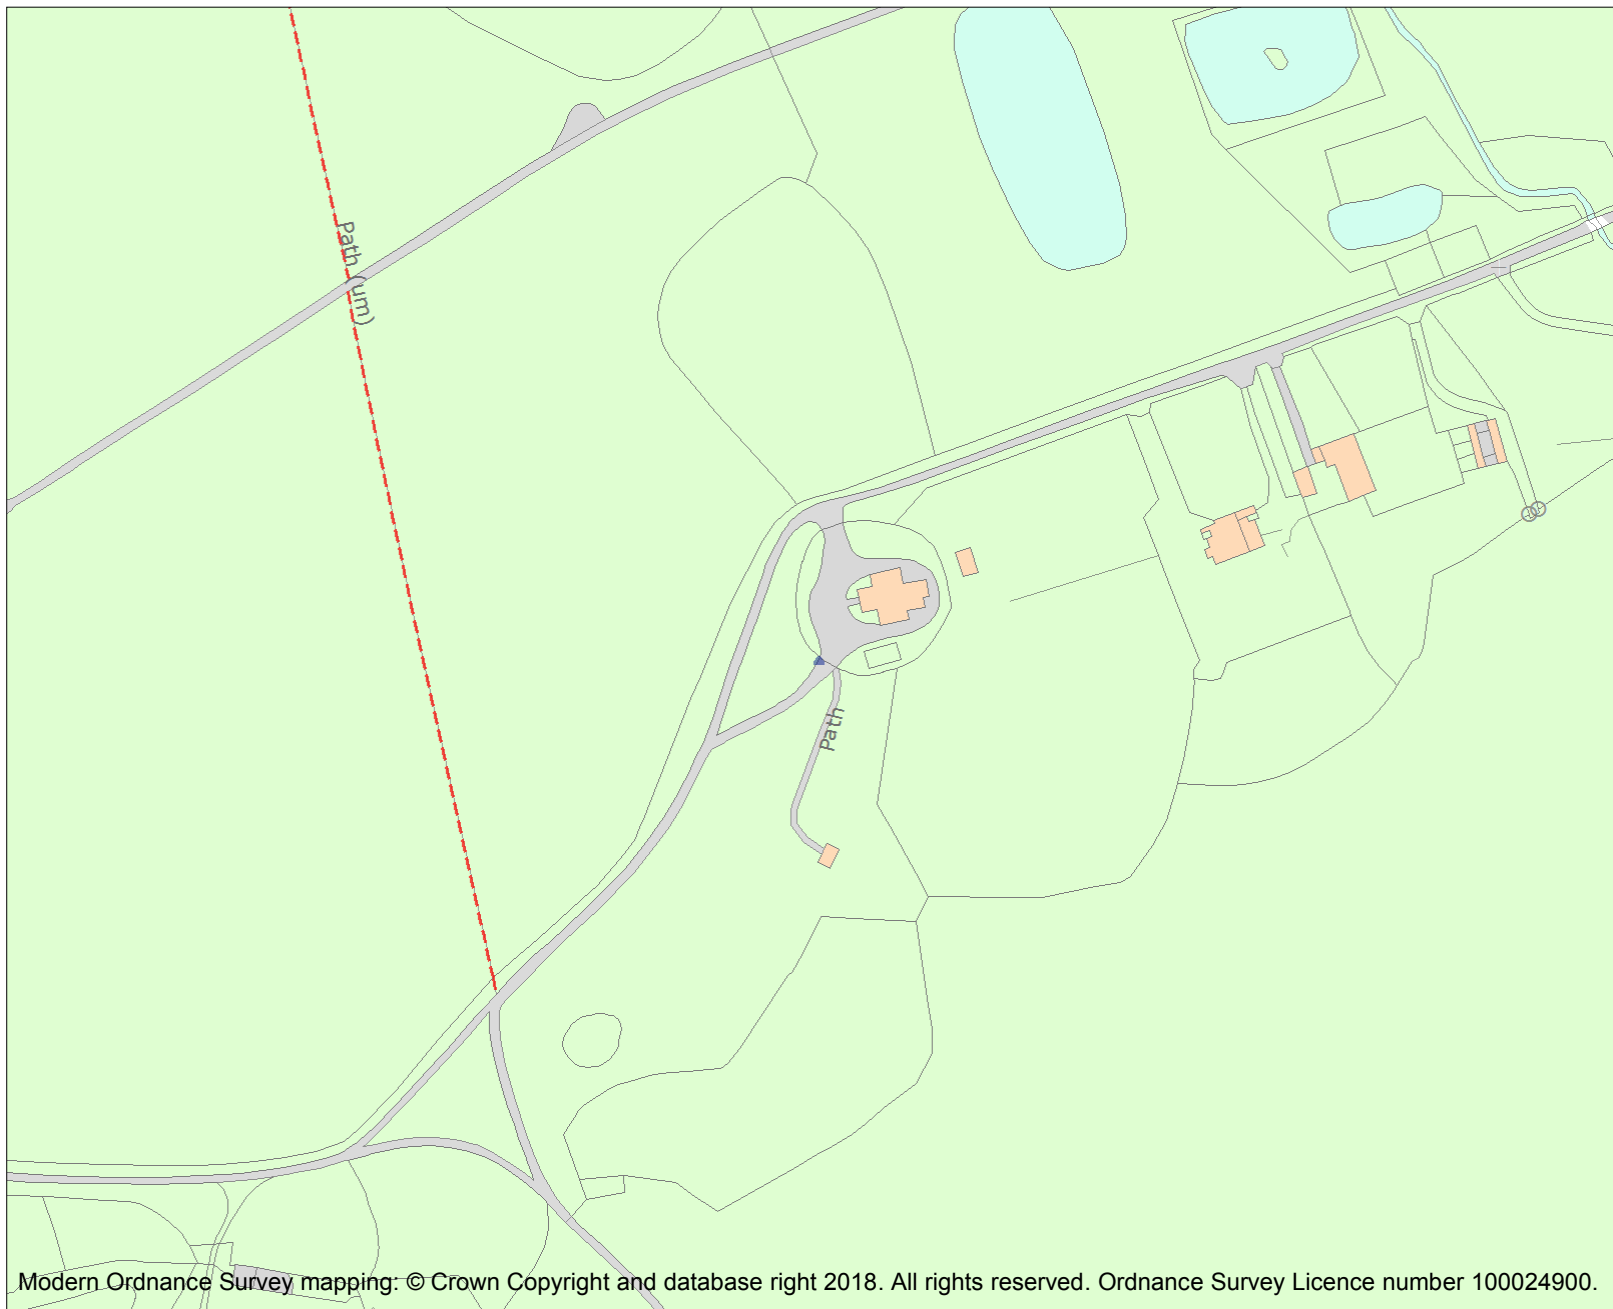 Path (um)
Path
Modern Ordnance Survey mapping: © Crown Copyright and database right 2018. All rights reserved. Ordnance Survey Licence number 100024900.